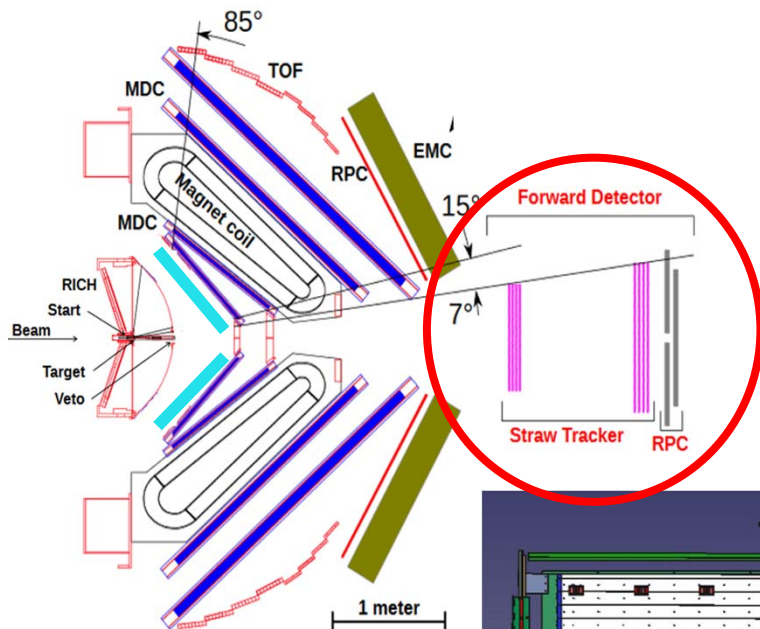 85°
TOF
MDC
MDC
EMC
RPC
Magnet coil
15°
Forward Detector
MDC
RICH
Start
Beam
7°
Target
Veto
Straw Tracker
RPC
1 meter